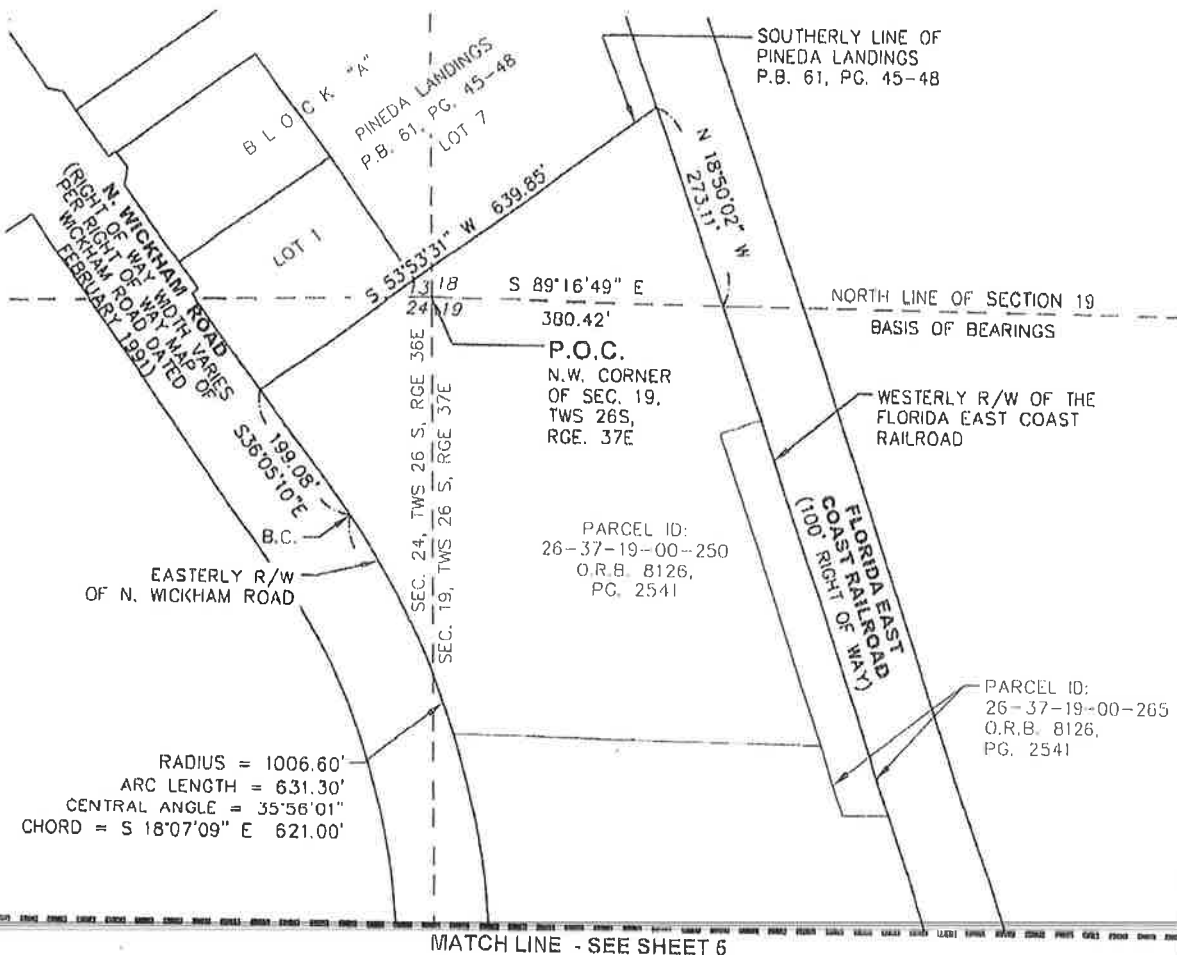 SOUTHERLY LINE OF
PINEDA LANDINGS
P.B. 61, PG. 45-48
BLOCK "A"
PINEDA LANDINGS
P.B. 61, PG. 45-48
LOT 7
N 18°50'02" W
273.11'
N. WICKHAM ROAD
(RIGHT OF WAY WIDTH VARIES
PER RIGHT OF WAY MAP OF
WICKHAM ROAD DATED
FEBRUARY 1991)
LOT 1
S 53°53'31" W 639.85'
13 18
24 19
S 89°16'49" E
380.42'
NORTH LINE OF SECTION 19
BASIS OF BEARINGS
P.O.C.
N.W. CORNER
OF SEC. 19,
TWS 26S,
RGE. 37E
WESTERLY R/W OF THE
FLORIDA EAST COAST
RAILROAD
199.08'
S36°05'10"E
B.C.
SEC. 24, TWS 26 S, RGE 36E
SEC. 19, TWS 26 S, RGE 37E
EASTERLY R/W
OF N. WICKHAM ROAD
PARCEL ID:
26-37-19-00-250
O.R.B. 8126,
PG. 2541
FLORIDA EAST
COAST RAILROAD
(100' RIGHT OF WAY)
PARCEL ID:
26-37-19-00-265
O.R.B. 8126,
PG. 2541
RADIUS = 1006.60'
ARC LENGTH = 631.30'
CENTRAL ANGLE = 35°56'01"
CHORD = S 18°07'09" E 621.00'
MATCH LINE - SEE SHEET 6